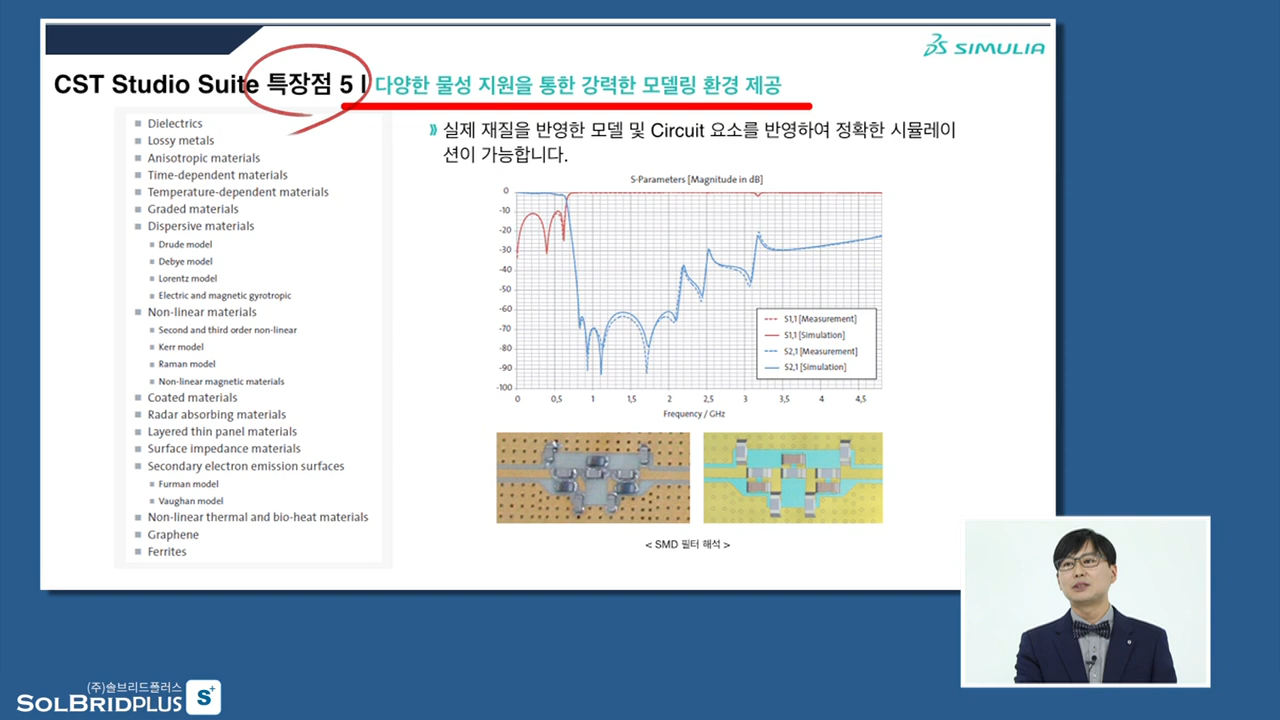 SIMULIA
CST Studio Suite 특장점 5 | 다양한 물성 지원을 통한 강력한 모델링 환경 제공
Dielectrics
Lossy metals
Anisotropic materials
Time-dependent materials
Temperature-dependent materials
Graded materials
Dispersive materials
Drude model
Debye model
Lorentz model
Electric and magnetic gyrotropic
Non-linear materials
Second and third order non-linear
Kerr model
Raman model
Non-linear magnetic materials
Coated materials
Radar absorbing materials
Layered thin panel materials
Surface impedance materials
Secondary electron emission surfaces
Furman model
Vaughan model
Non-linear thermal and bio-heat materials
Graphene
Ferrites
실제 재질을 반영한 모델 및 Circuit 요소를 반영하여 정확한 시뮬레이
션이 가능합니다.
S-Parameters [Magnitude in dB]
0
-10
-20
-30
-40
-50
-60
-70
-80
-90
-100
S1,1 [Measurement]
S1,1 [Simulation]
S2,1 [Measurement]
S2,1 [Simulation]
0 0,5 1 1,5 2 2,5 3 3,5 4 4,5
Frequency / GHz
< SMD 필터 해석 >
(주)솔브리드플러스
SOLBRIDPLUS S+